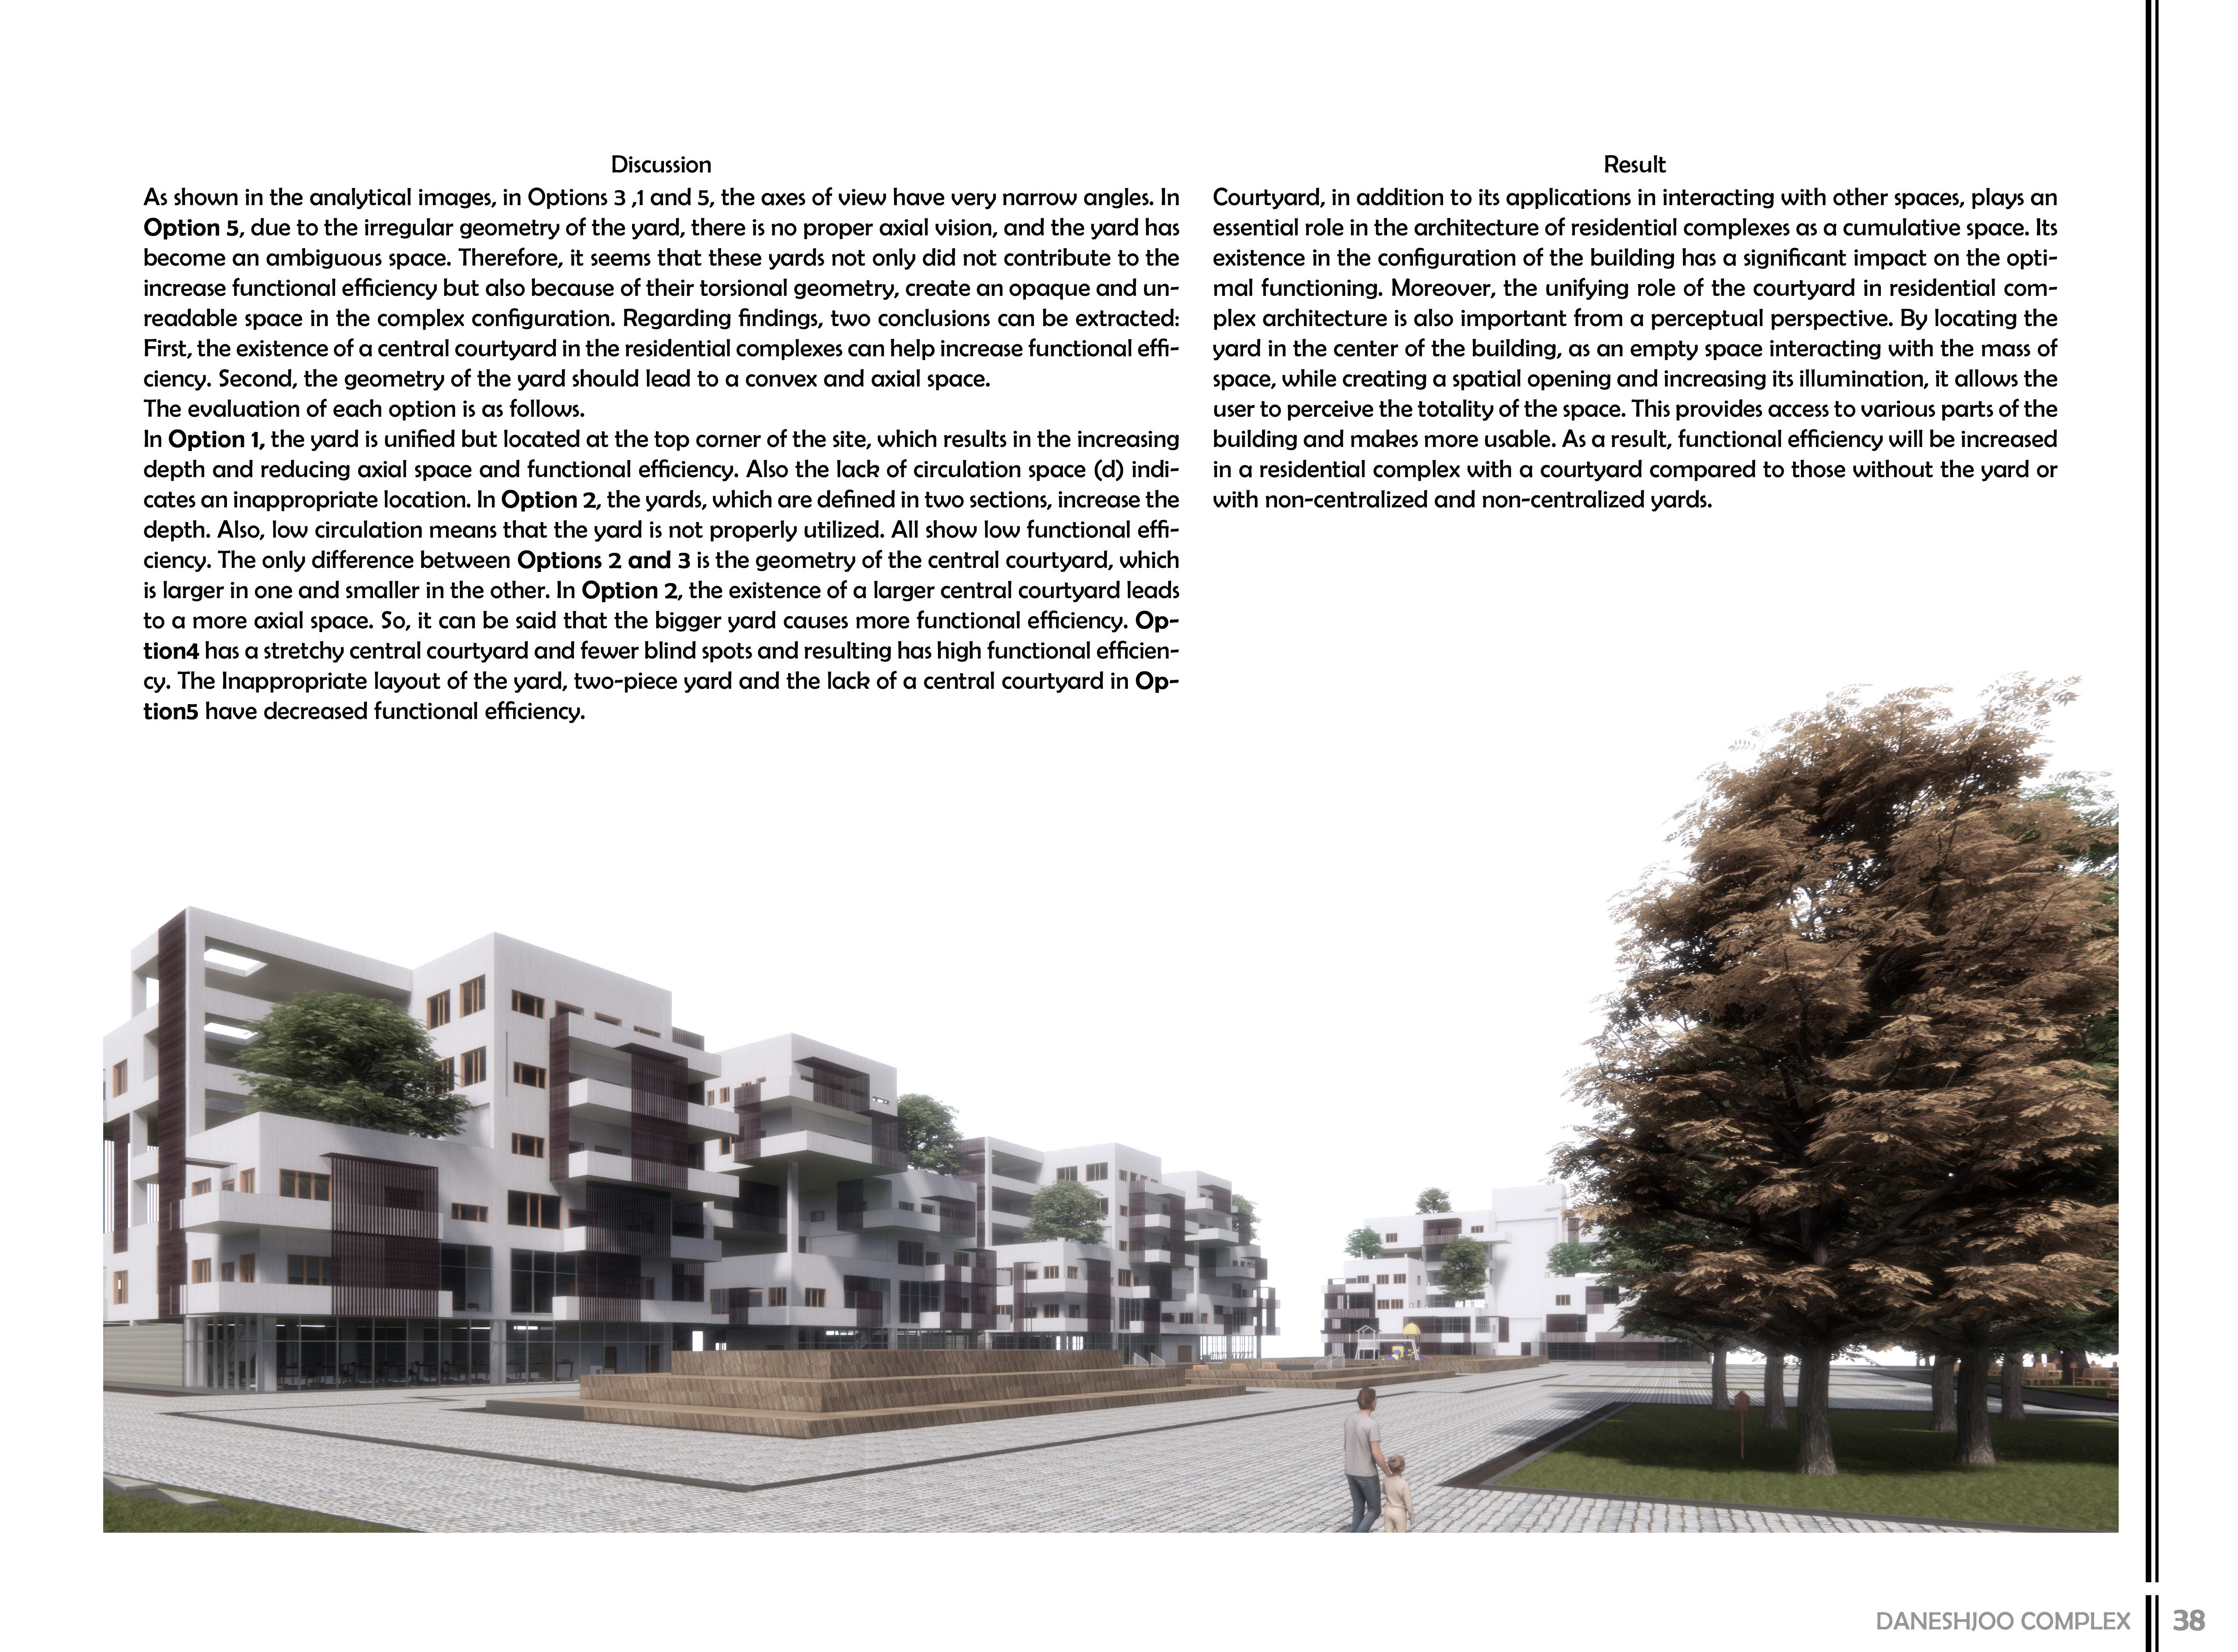 Discussion
As shown in the analytical images, in Options 3 ,1 and 5, the axes of view have very narrow angles. In
Option 5, due to the irregular geometry of the yard, there is no proper axial vision, and the yard has
become an ambiguous space. Therefore, it seems that these yards not only did not contribute to the
increase functional efficiency but also because of their torsional geometry, create an opaque and un-
readable space in the complex configuration. Regarding findings, two conclusions can be extracted:
First, the existence of a central courtyard in the residential complexes can help increase functional effi-
ciency. Second, the geometry of the yard should lead to a convex and axial space.
The evaluation of each option is as follows.
In Option 1, the yard is unified but located at the top corner of the site, which results in the increasing
depth and reducing axial space and functional efficiency. Also the lack of circulation space (d) indi-
cates an inappropriate location. In Option 2, the yards, which are defined in two sections, increase the
depth. Also, low circulation means that the yard is not properly utilized. All show low functional effi-
ciency. The only difference between Options 2 and 3 is the geometry of the central courtyard, which
is larger in one and smaller in the other. In Option 2, the existence of a larger central courtyard leads
to a more axial space. So, it can be said that the bigger yard causes more functional efficiency. Op-
tion4 has a stretchy central courtyard and fewer blind spots and resulting has high functional efficien-
cy. The Inappropriate layout of the yard, two-piece yard and the lack of a central courtyard in Op-
tion5 have decreased functional efficiency.
Result
Courtyard, in addition to its applications in interacting with other spaces, plays an
essential role in the architecture of residential complexes as a cumulative space. Its
existence in the configuration of the building has a significant impact on the opti-
mal functioning. Moreover, the unifying role of the courtyard in residential com-
plex architecture is also important from a perceptual perspective. By locating the
yard in the center of the building, as an empty space interacting with the mass of
space, while creating a spatial opening and increasing its illumination, it allows the
user to perceive the totality of the space. This provides access to various parts of the
building and makes more usable. As a result, functional efficiency will be increased
in a residential complex with a courtyard compared to those without the yard or
with non-centralized and non-centralized yards.
DANESHJOO COMPLEX 38